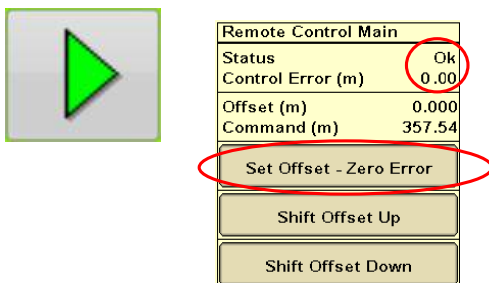 Remote Control Main
Status Ok
Control Error (m) 0.00
Offset (m) 0.000
Command (m) 357.54
Set Offset - Zero Error
Shift Offset Up
Shift Offset Down